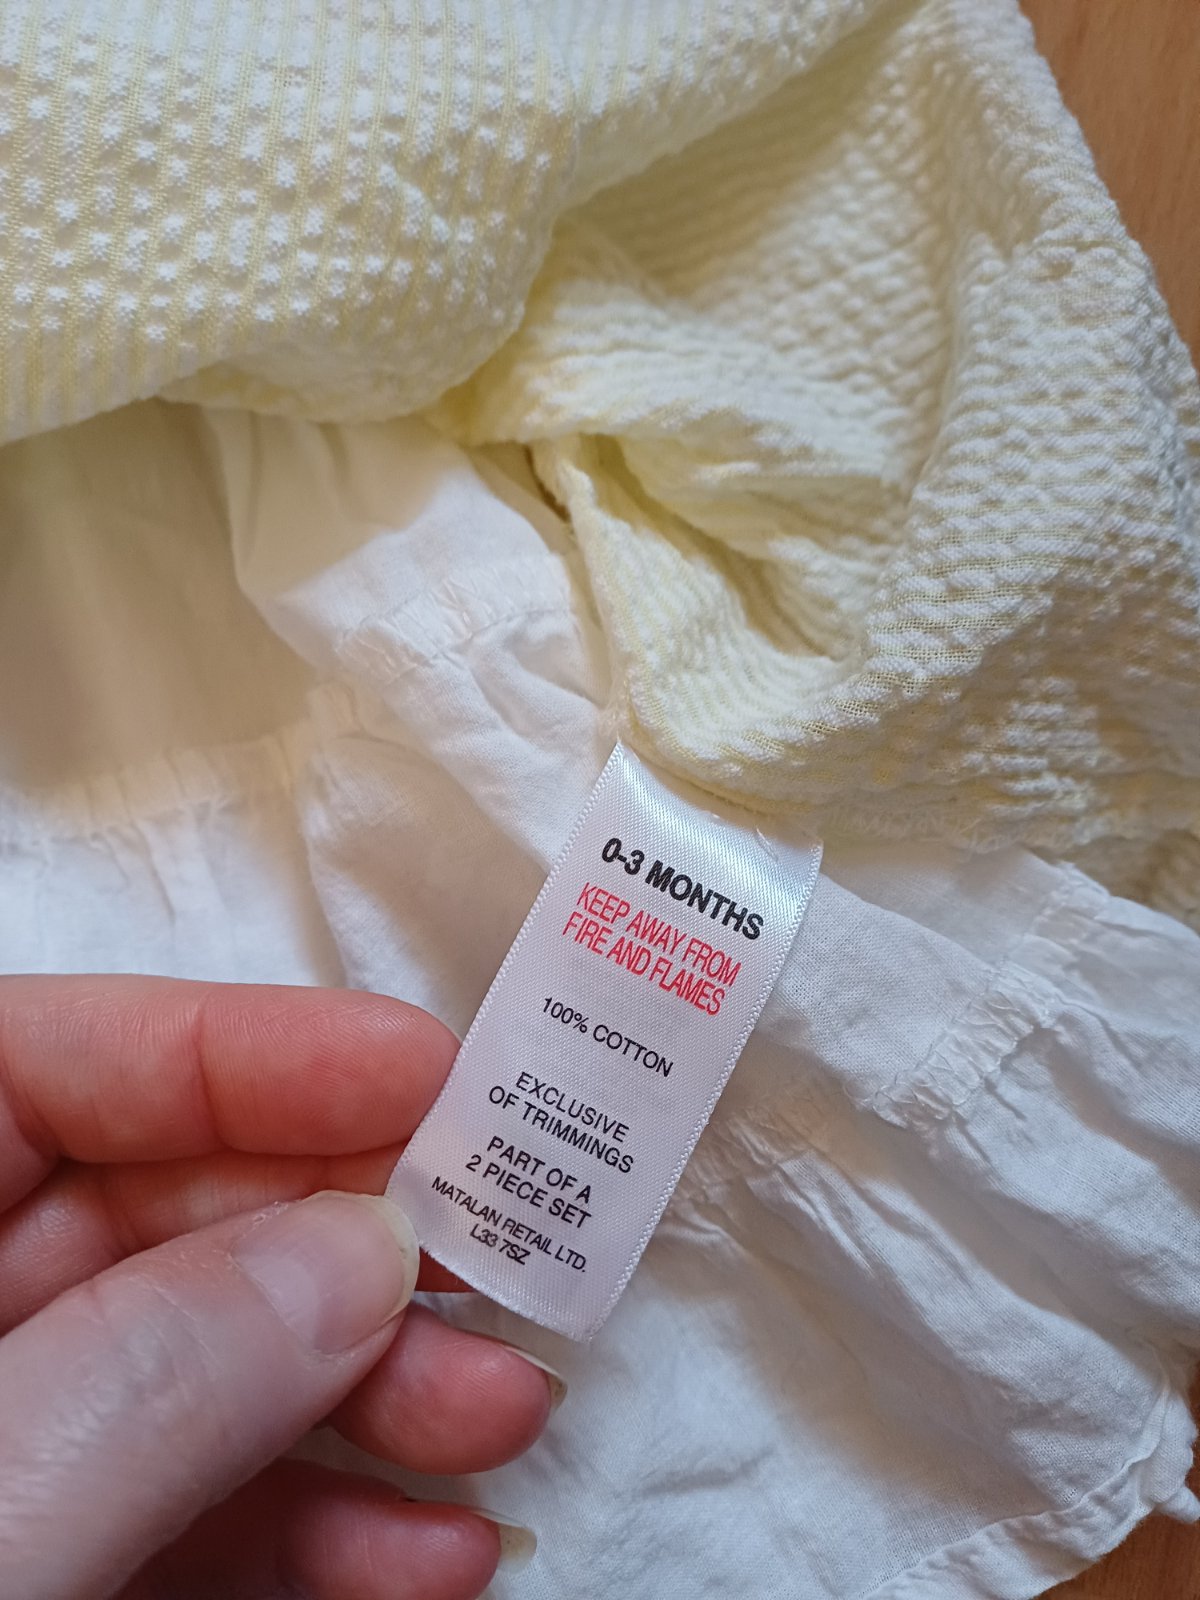 0-3 MONTHS
KEEP AWAY FROM
FIRE AND FLAMES
100% COTTON
EXCLUSIVE
OF TRIMMINGS
PART OF A
2 PIECE SET
MATALAN RETAIL LTD.
L33 7SZ